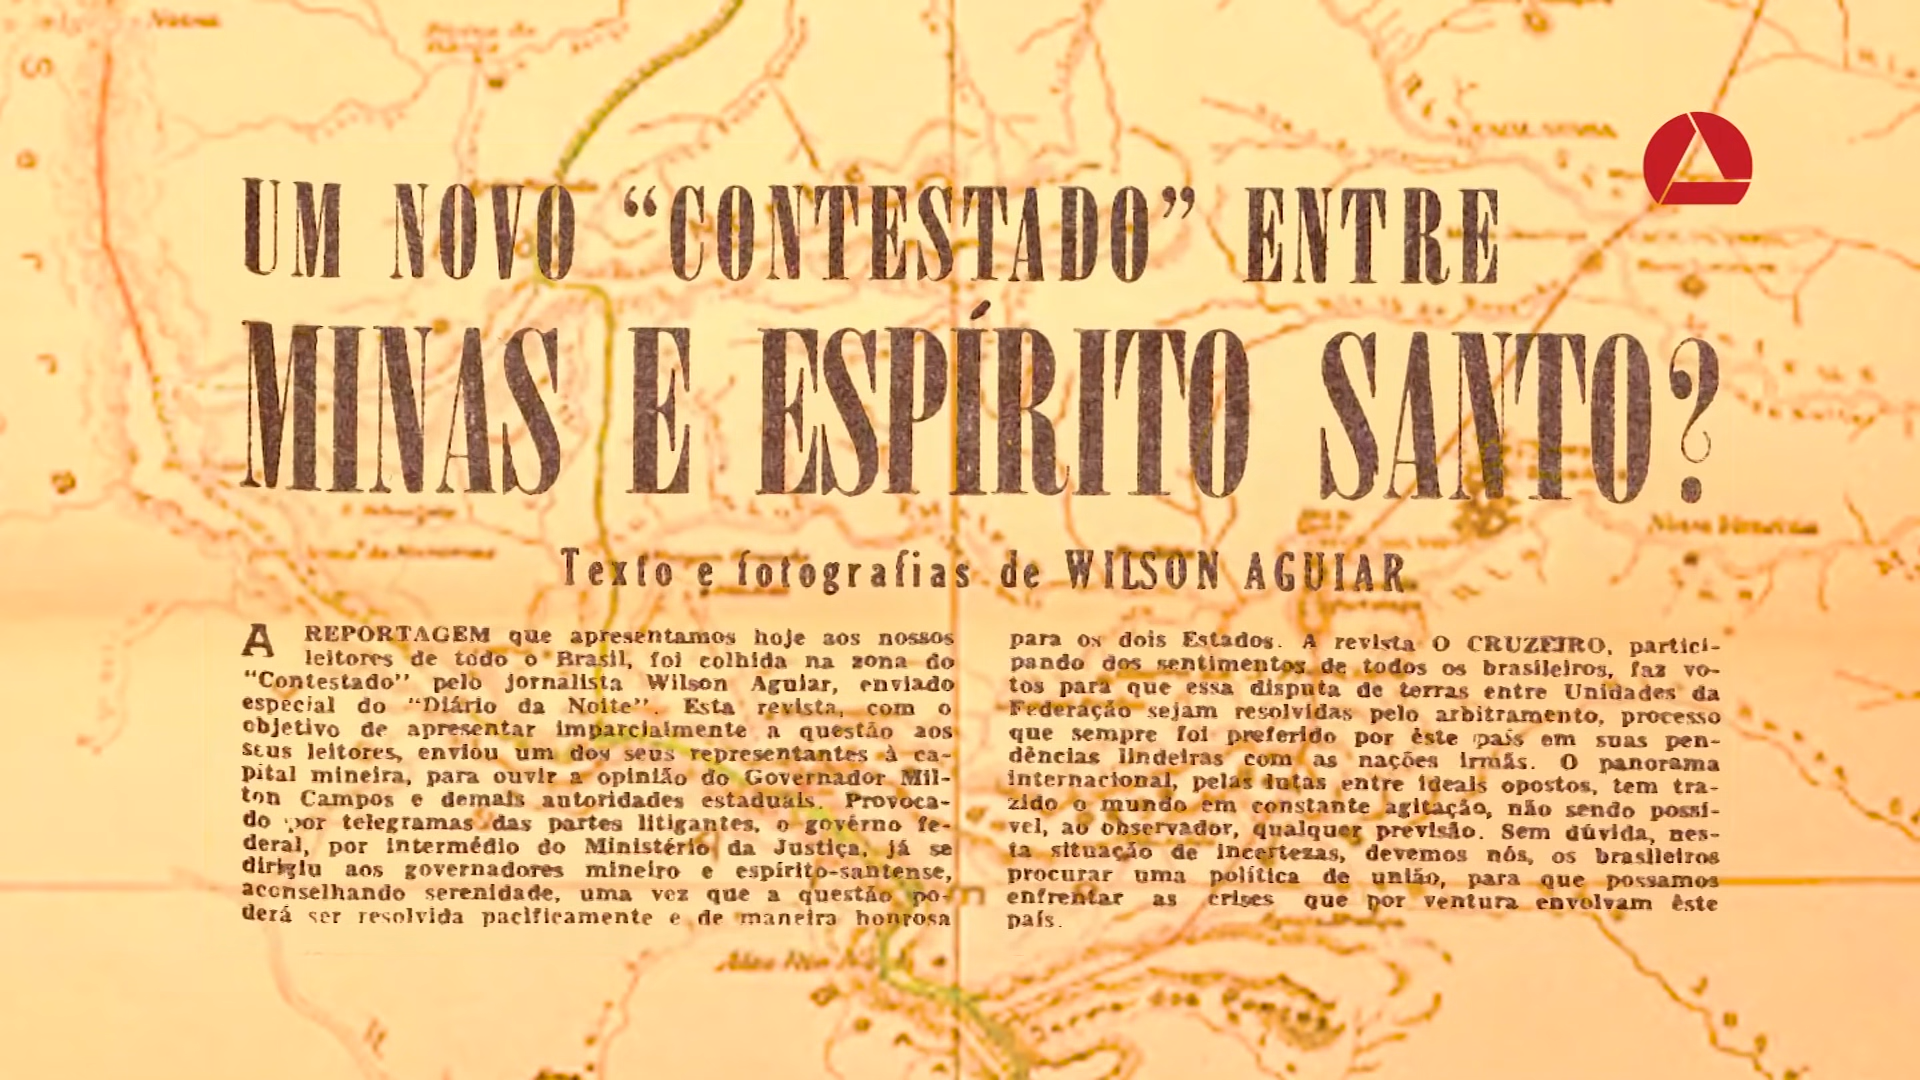 UM NOVO “CONTESTADO” ENTRE
MINAS E ESPÍRITO SANTO?
Texto e fotografias de WILSON AGUIAR
A REPORTAGEM que apresentamos hoje aos nossos
leitores de todo o Brasil, foi colhida na zona do
“Contestado” pelo jornalista Wilson Aguiar, enviado
especial do “Diário da Noite”. Esta revista, com o
objetivo de apresentar imparcialmente a questão aos
seus leitores, enviou um dos seus representantes à ca-
pital mineira, para ouvir a opinião do Governador Mil-
ton Campos e demais autoridades estaduais. Provoca-
do por telegramas das partes litigantes, o govêrno fe-
deral, por intermédio do Ministério da Justiça, já se
dirigiu aos governadores mineiro e espírito-santense,
aconselhando serenidade, uma vez que a questão po-
derá ser resolvida pacificamente e de maneira honrosa
para os dois Estados. A revista O CRUZEIRO, partici-
pando dos sentimentos de todos os brasileiros, faz vo-
tos para que essa disputa de terras entre Unidades da
Federação sejam resolvidas pelo arbitramento, processo
que sempre foi preferido por êste país em suas pen-
dências lindeiras com as nações irmãs. O panorama
internacional, pelas lutas entre ideais opostos, tem tra-
zido o mundo em constante agitação, não sendo possí-
vel, ao observador, qualquer previsão. Sem dúvida, nes-
ta situação de incertezas, devemos nós, os brasileiros
procurar uma política de união, para que possamos
enfrentar as crises que por ventura envolvam êste
país.